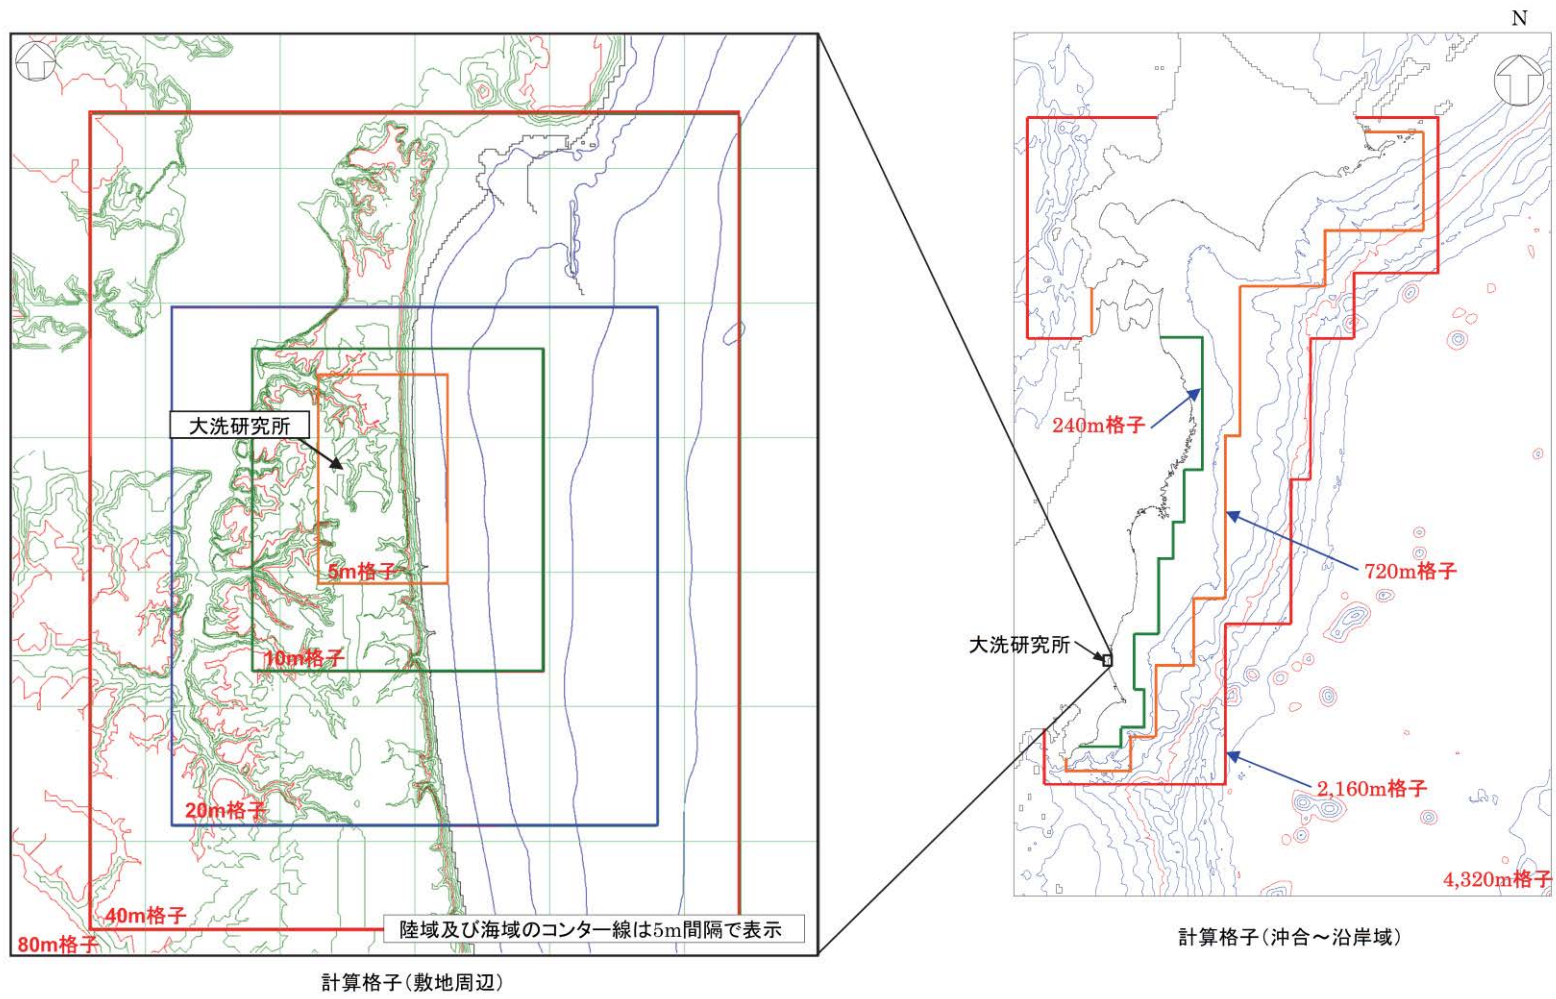 N
大洗研究所
5m格子
10m格子
20m格子
40m格子
80m格子
陸域及び海域のコンター線は5m間隔で表示
計算格子(敷地周辺)
240m格子
720m格子
大洗研究所
2,160m格子
4,320m格子
計算格子(沖合~沿岸域)